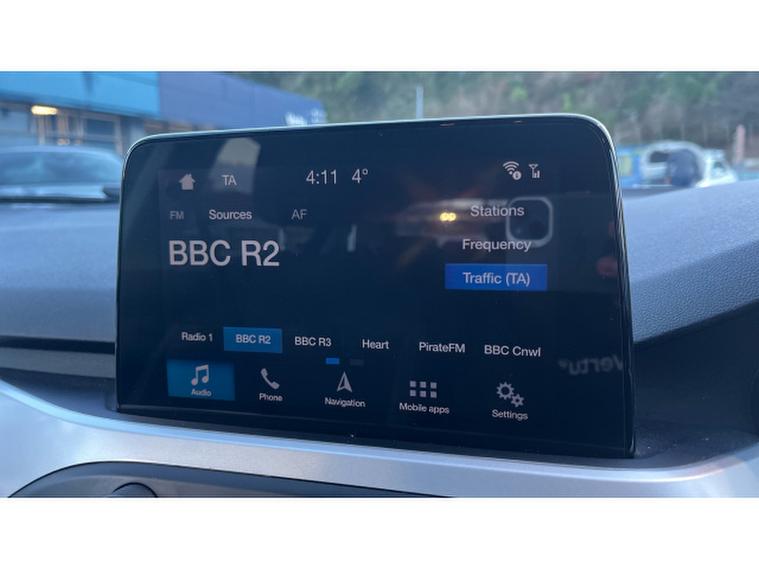 TA 4:11 4°
FM Sources AF Stations
BBC R2
Frequency
Traffic (TA)
Radio 1 BBC R2 BBC R3 Heart PirateFM BBC Cnwl
Audio Phone Navigation Mobile apps Settings
Vertu